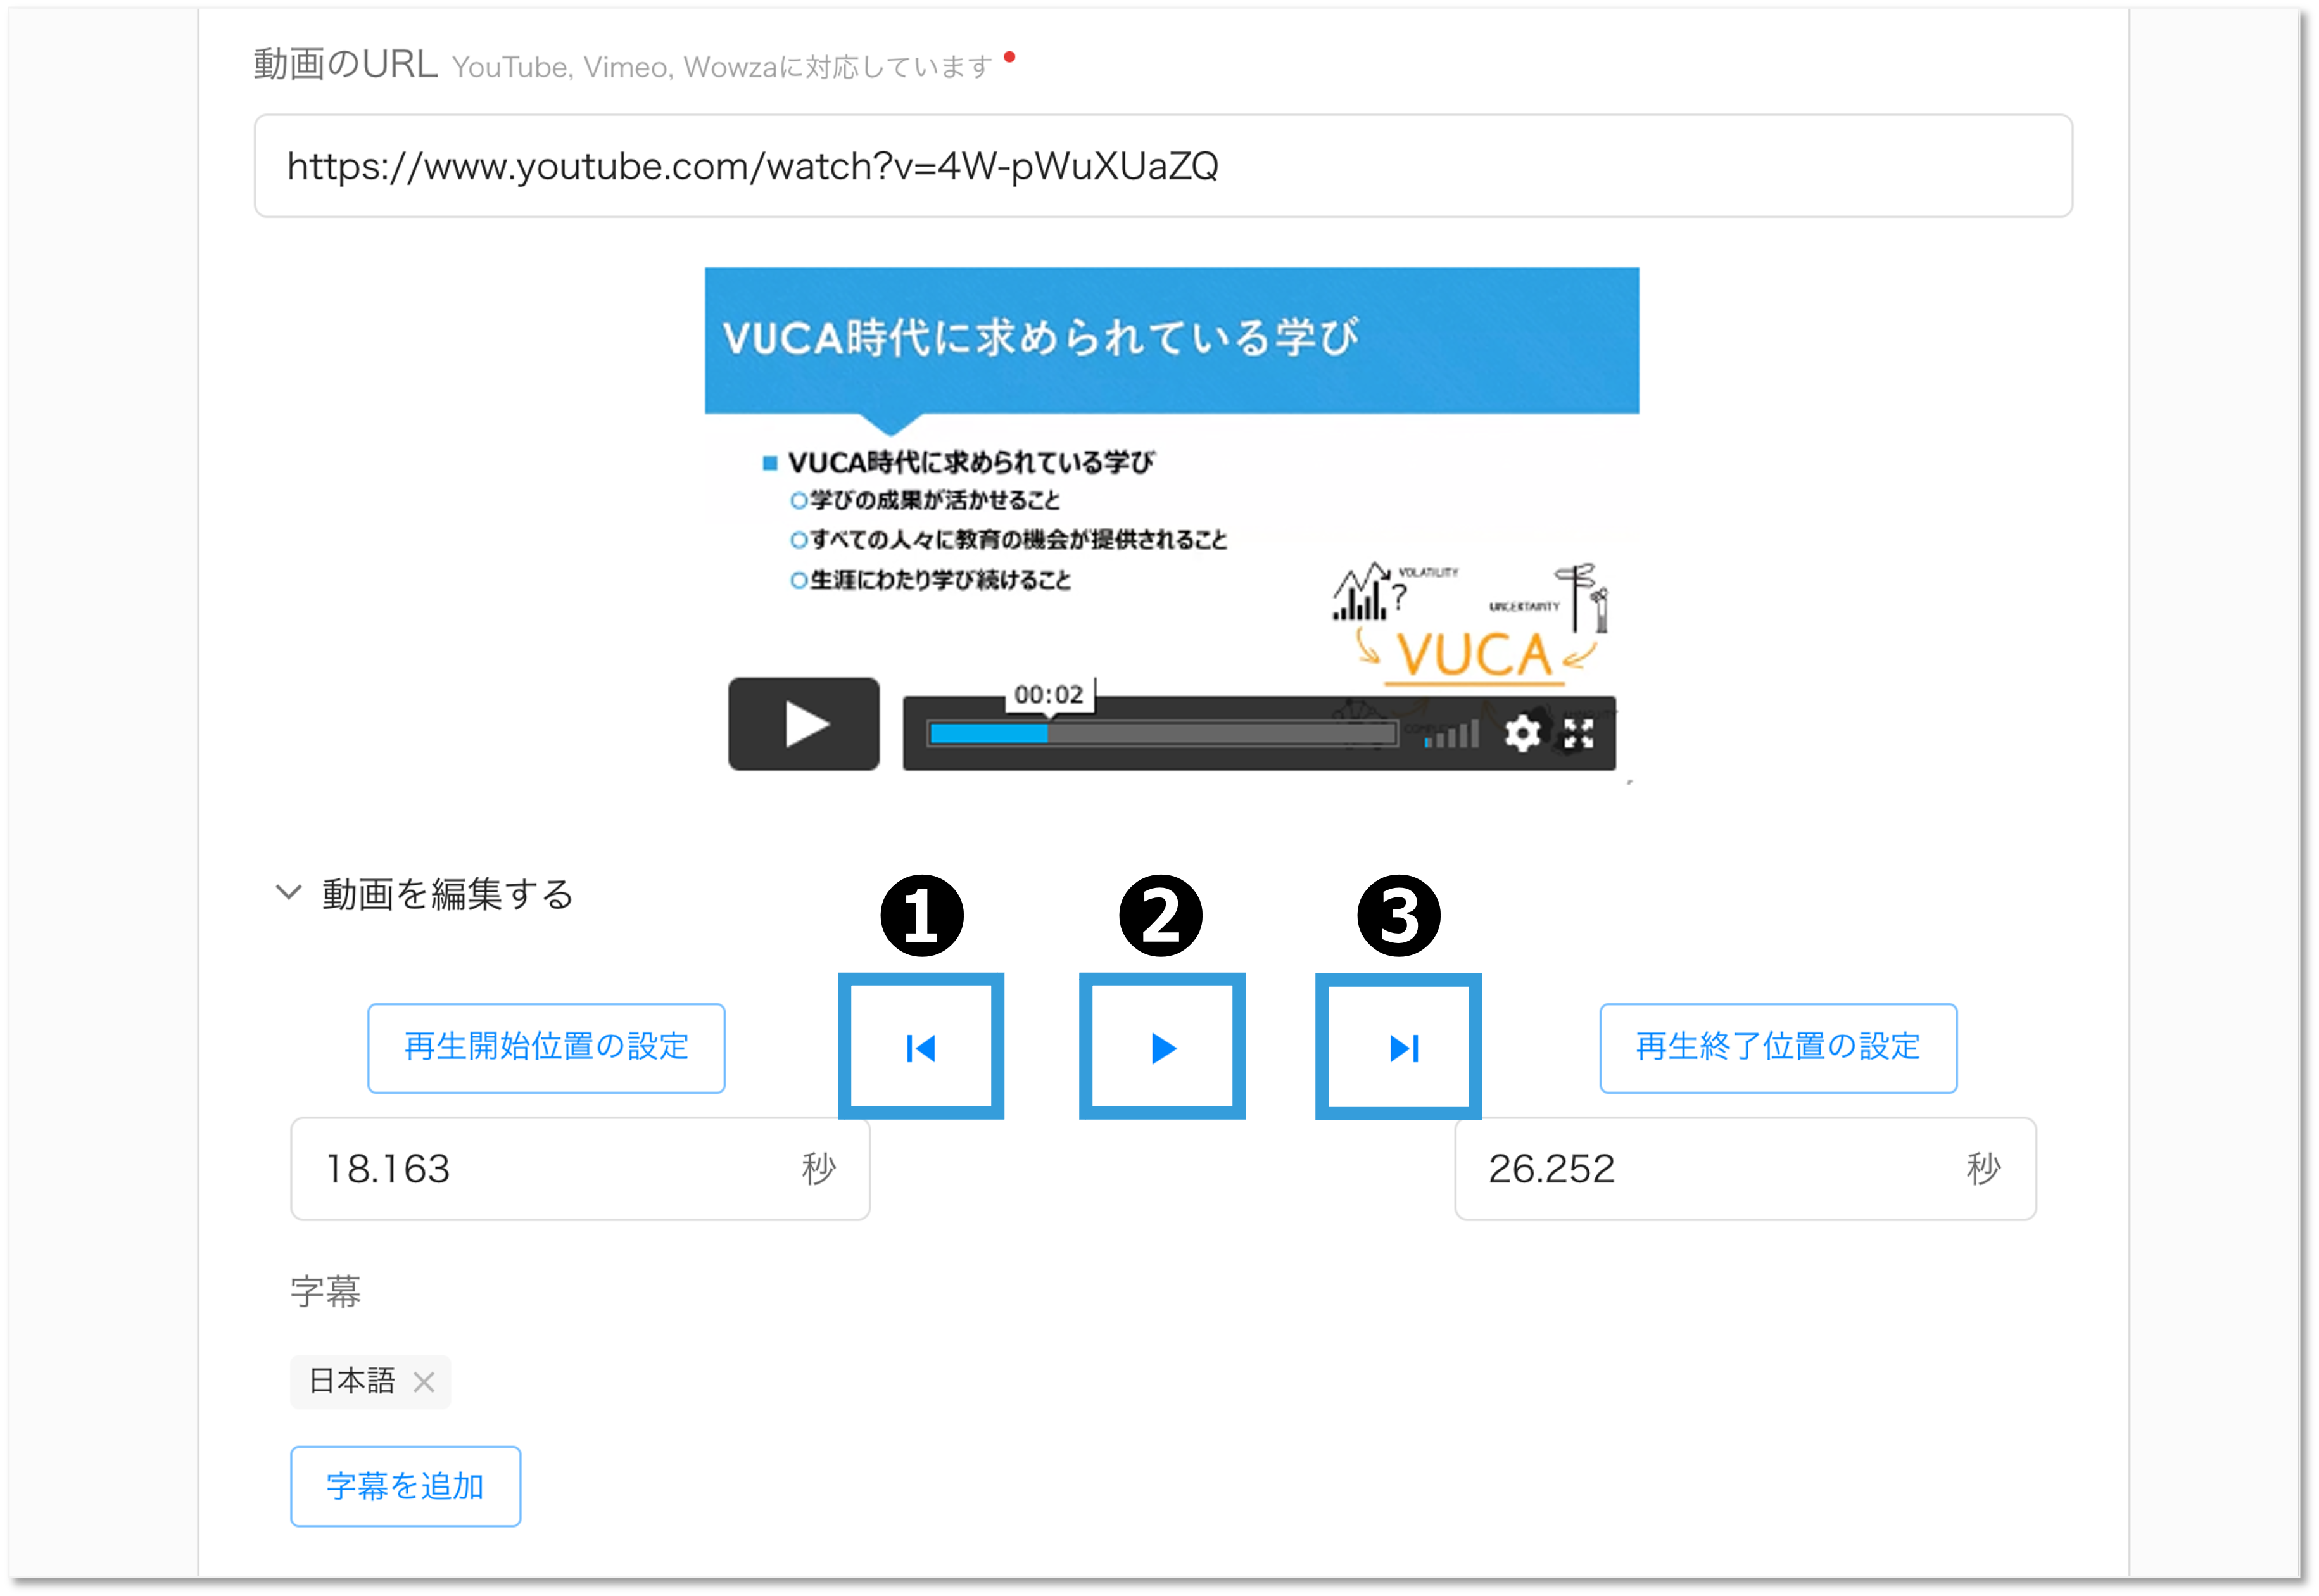 動画のURL YouTube, Vimeo, Wowzaに対応しています
https://www.youtube.com/watch?v=4W-pWuXUaZQ
VUCA時代に求められている学び
VUCA時代に求められている学び
学びの成果が活かせること
すべての人々に教育の機会が提供されること
生涯にわたり学び続けること
VOLATILITY
?
UNCERTAINTY
VUCA
00:02
動画を編集する
1 2 3
再生開始位置の設定
再生終了位置の設定
18.163 秒
26.252 秒
字幕
日本語
字幕を追加